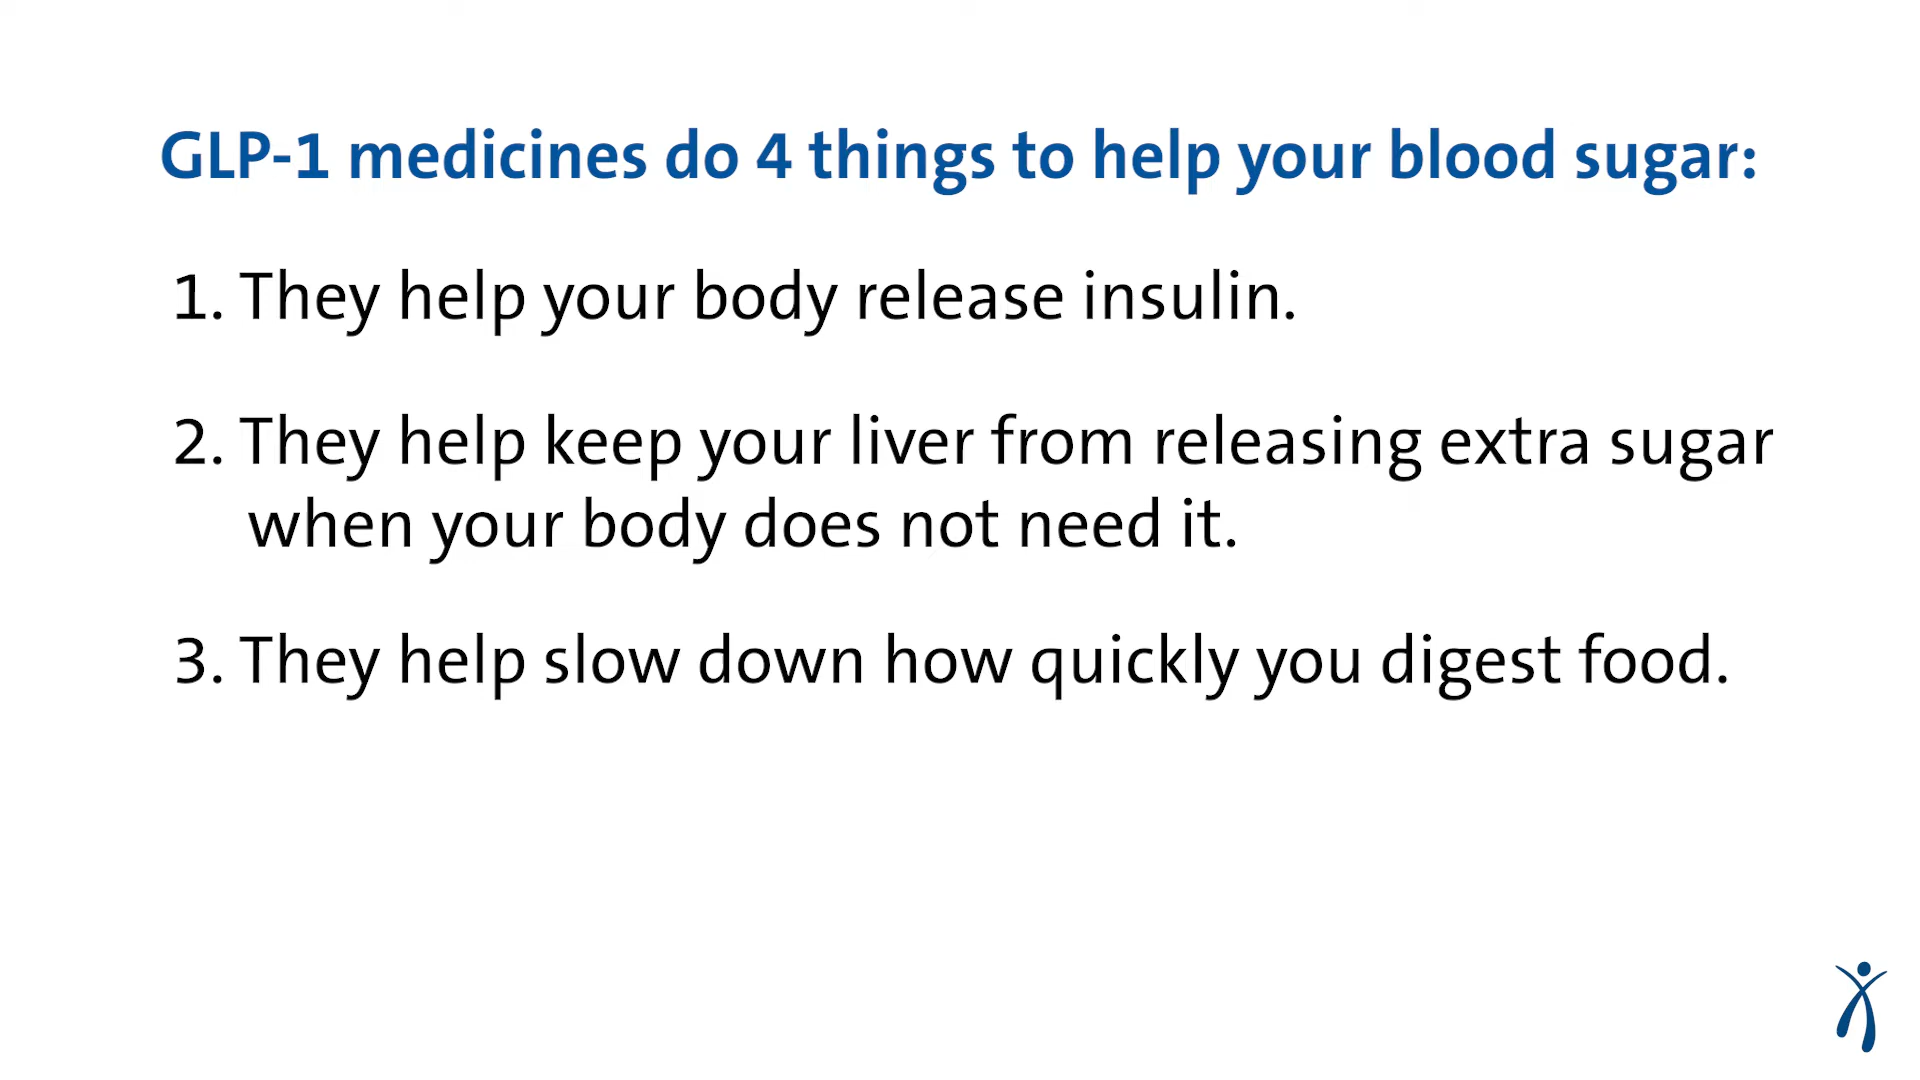 GLP-1 medicines do 4 things to help your blood sugar:
1. They help your body release insulin.
2. They help keep your liver from releasing extra sugar
when your body does not need it.
3. They help slow down how quickly you digest food.